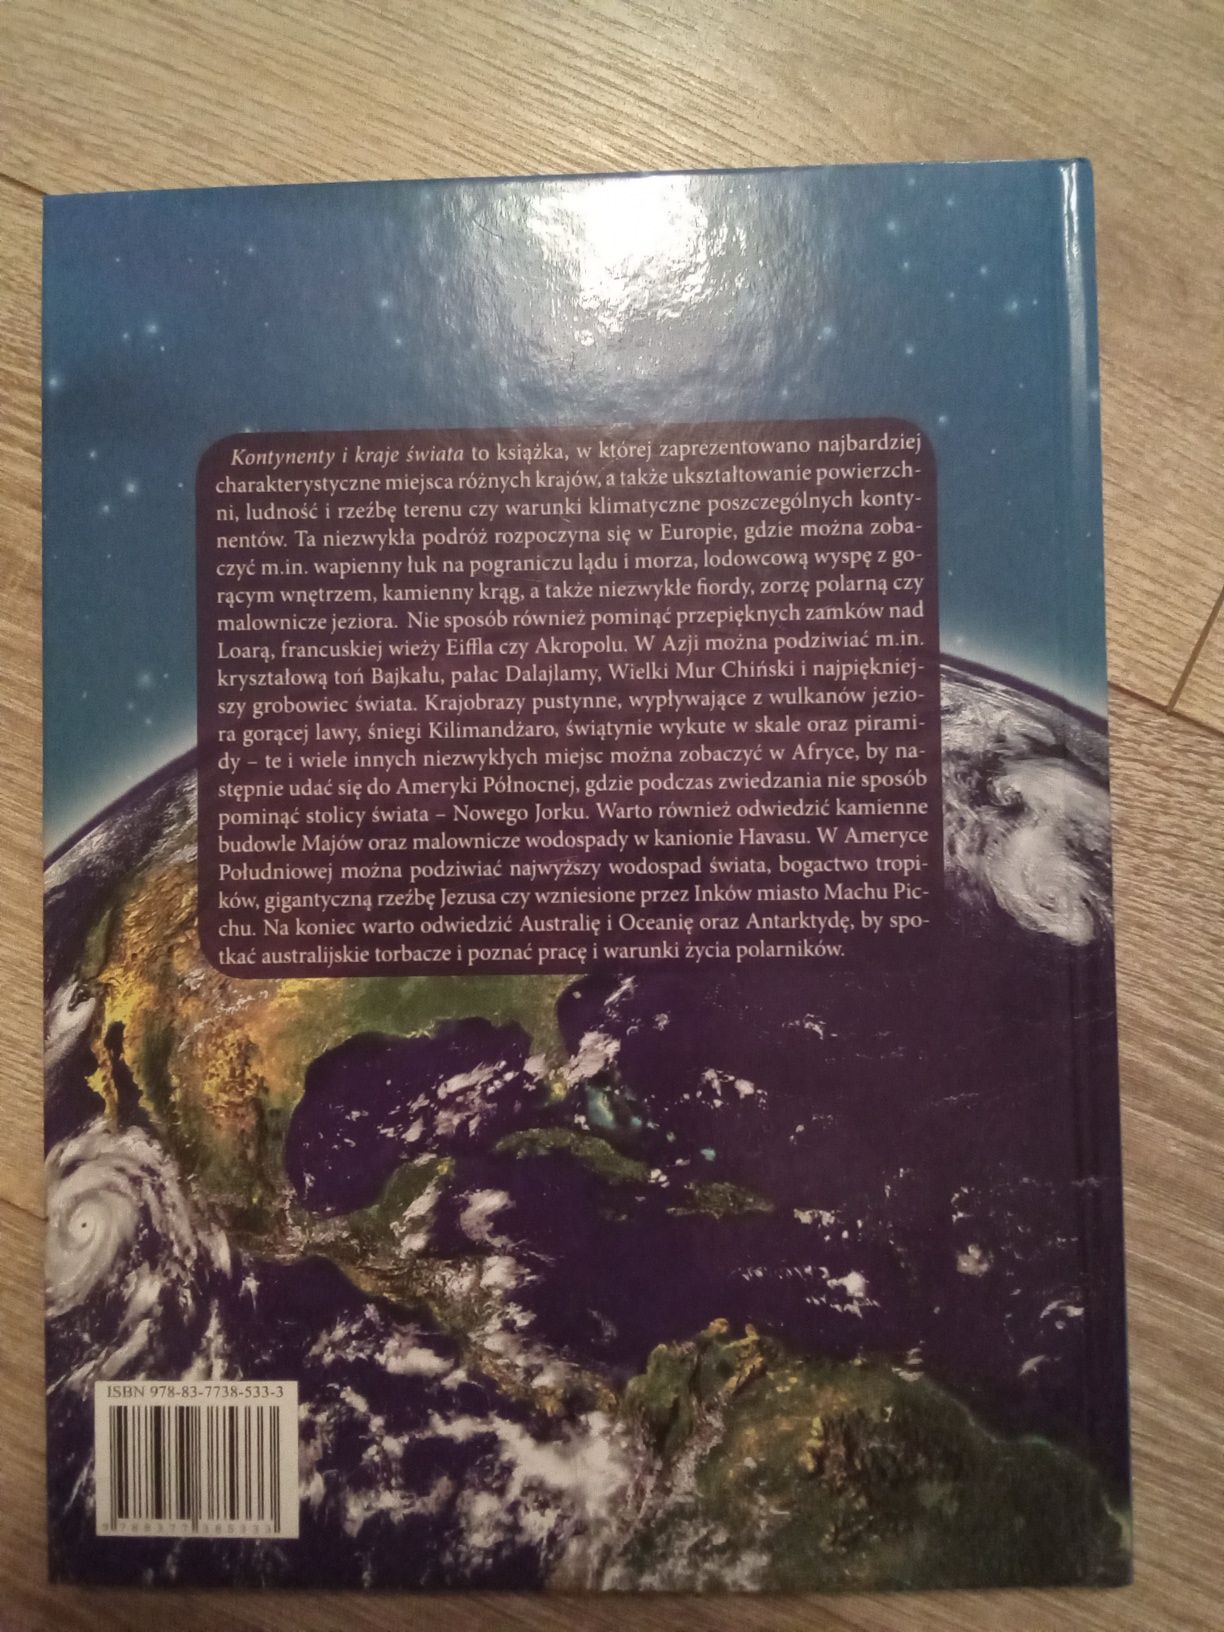 Kontynenty i kraje świata to książka, w której zaprezentowano najbardziej
charakterystyczne miejsca różnych krajów, a także ukształtowanie powierzch-
ni, ludność i rzeźbę terenu czy warunki klimatyczne poszczególnych konty-
nentów. Ta niezwykła podróż rozpoczyna się w Europie, gdzie można zoba-
czyć m.in. wapienny łuk na pograniczu lądu i morza, lodowcową wyspę z go-
rącym wnętrzem, kamienny krąg, a także niezwykłe fiordy, zorzę polarną czy
malownicze jeziora. Nie sposób również pominąć przepięknych zamków nad
Loarą, francuskiej wieży Eiffla czy Akropolu. W Azji można podziwiać m.in.
kryształową toń Bajkału, pałac Dalajlamy, Wielki Mur Chiński i najpiękniej-
szy grobowiec świata. Krajobrazy pustynne, wypływające z wulkanów jezio-
ra gorącej lawy, śniegi Kilimandżaro, świątynie wykute w skale oraz pirami-
dy – te i wiele innych niezwykłych miejsc można zobaczyć w Afryce, by na-
stępnie udać się do Ameryki Północnej, gdzie podczas zwiedzania nie sposób
pominąć stolicy świata – Nowego Jorku. Warto również odwiedzić kamienne
budowle Majów oraz malownicze wodospady w kanionie Havasu. W Ameryce
Południowej można podziwiać najwyższy wodospad świata, bogactwo tropi-
ków, gigantyczną rzeźbę Jezusa czy wzniesione przez Inków miasto Machu Pic-
chu. Na koniec warto odwiedzić Australię i Oceanię oraz Antarktydę, by spo-
tkać australijskie torbacze i poznać pracę i warunki życia polarników.
ISBN 978-83-7738-533-3
9 788377 385333